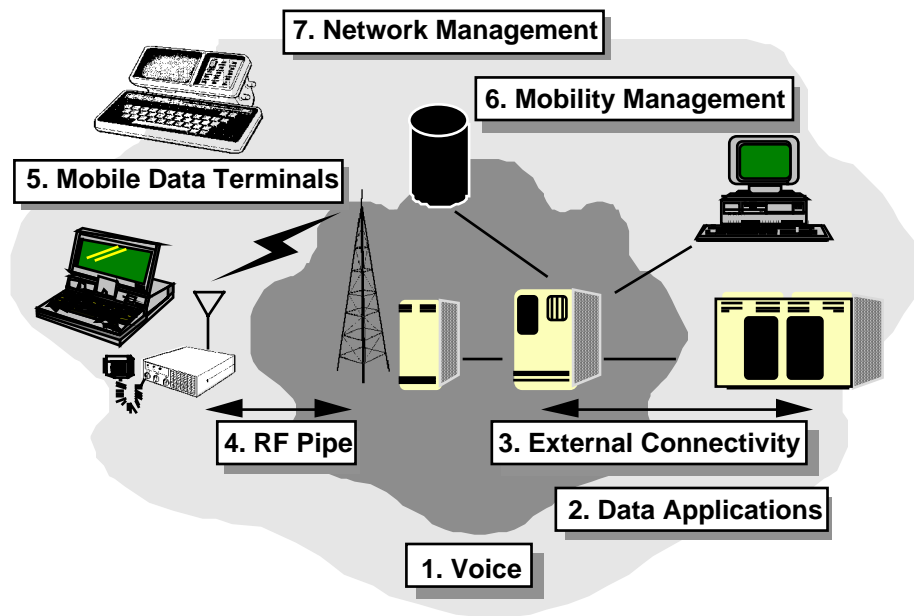 7. Network Management
6. Mobility Management
5. Mobile Data Terminals
4. RF Pipe
3. External Connectivity
2. Data Applications
1. Voice